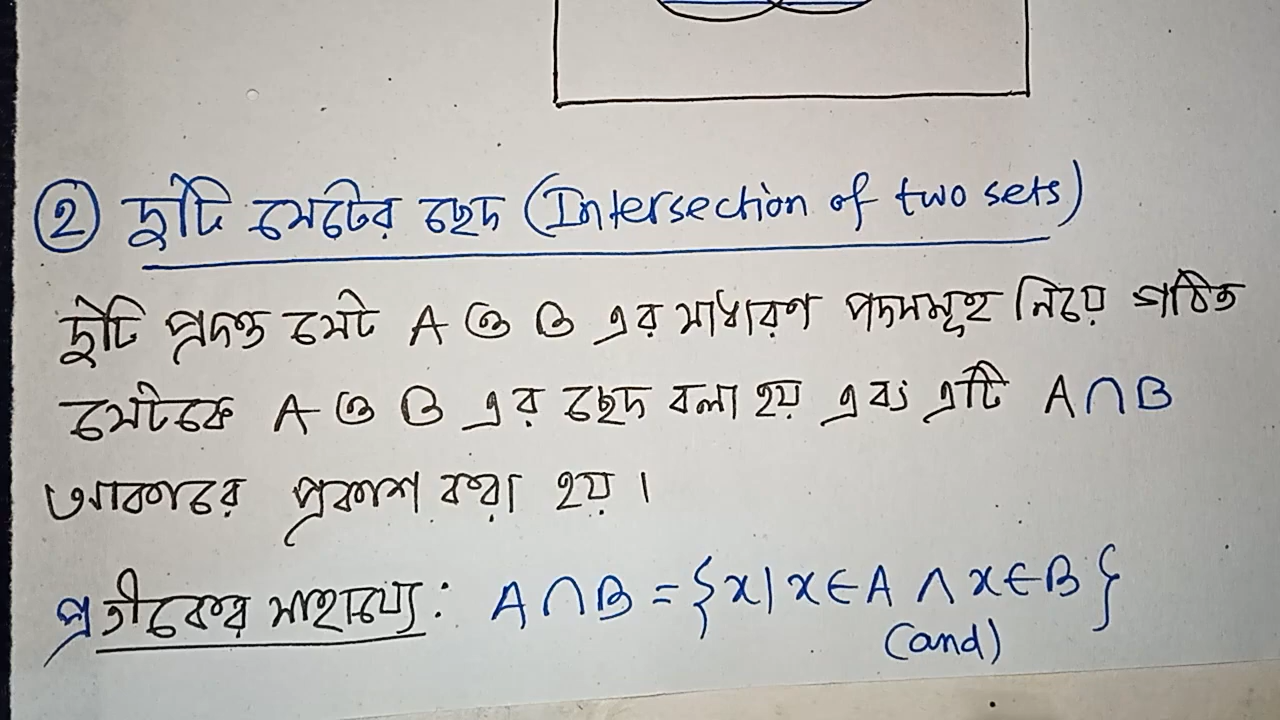 ② দুটি সেটের ছেদ (Intersection of two sets)
দুটি প্রদত্ত সেট A ও B এর সাধারণ পদসমূহ নিয়ে গঠিত
সেটকে A ও B এর ছেদ বলা হয় এবং এটি A∩B
আকারে প্রকাশ করা হয়।
প্রতীকের সাহায্যে: A∩B = {x | x∈A ∧ x∈B}
(and)